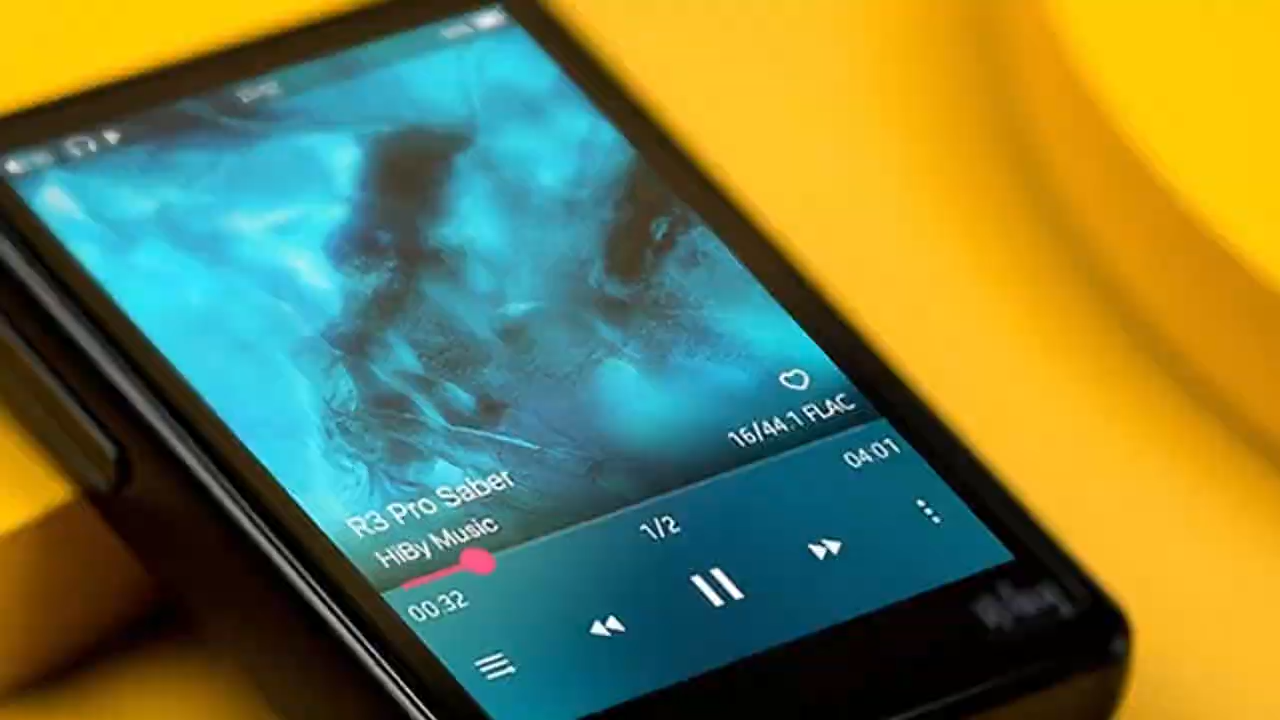 16/44.1 FLAC
R3 Pro Saber
HiBy Music
04:01
1/2
00:32